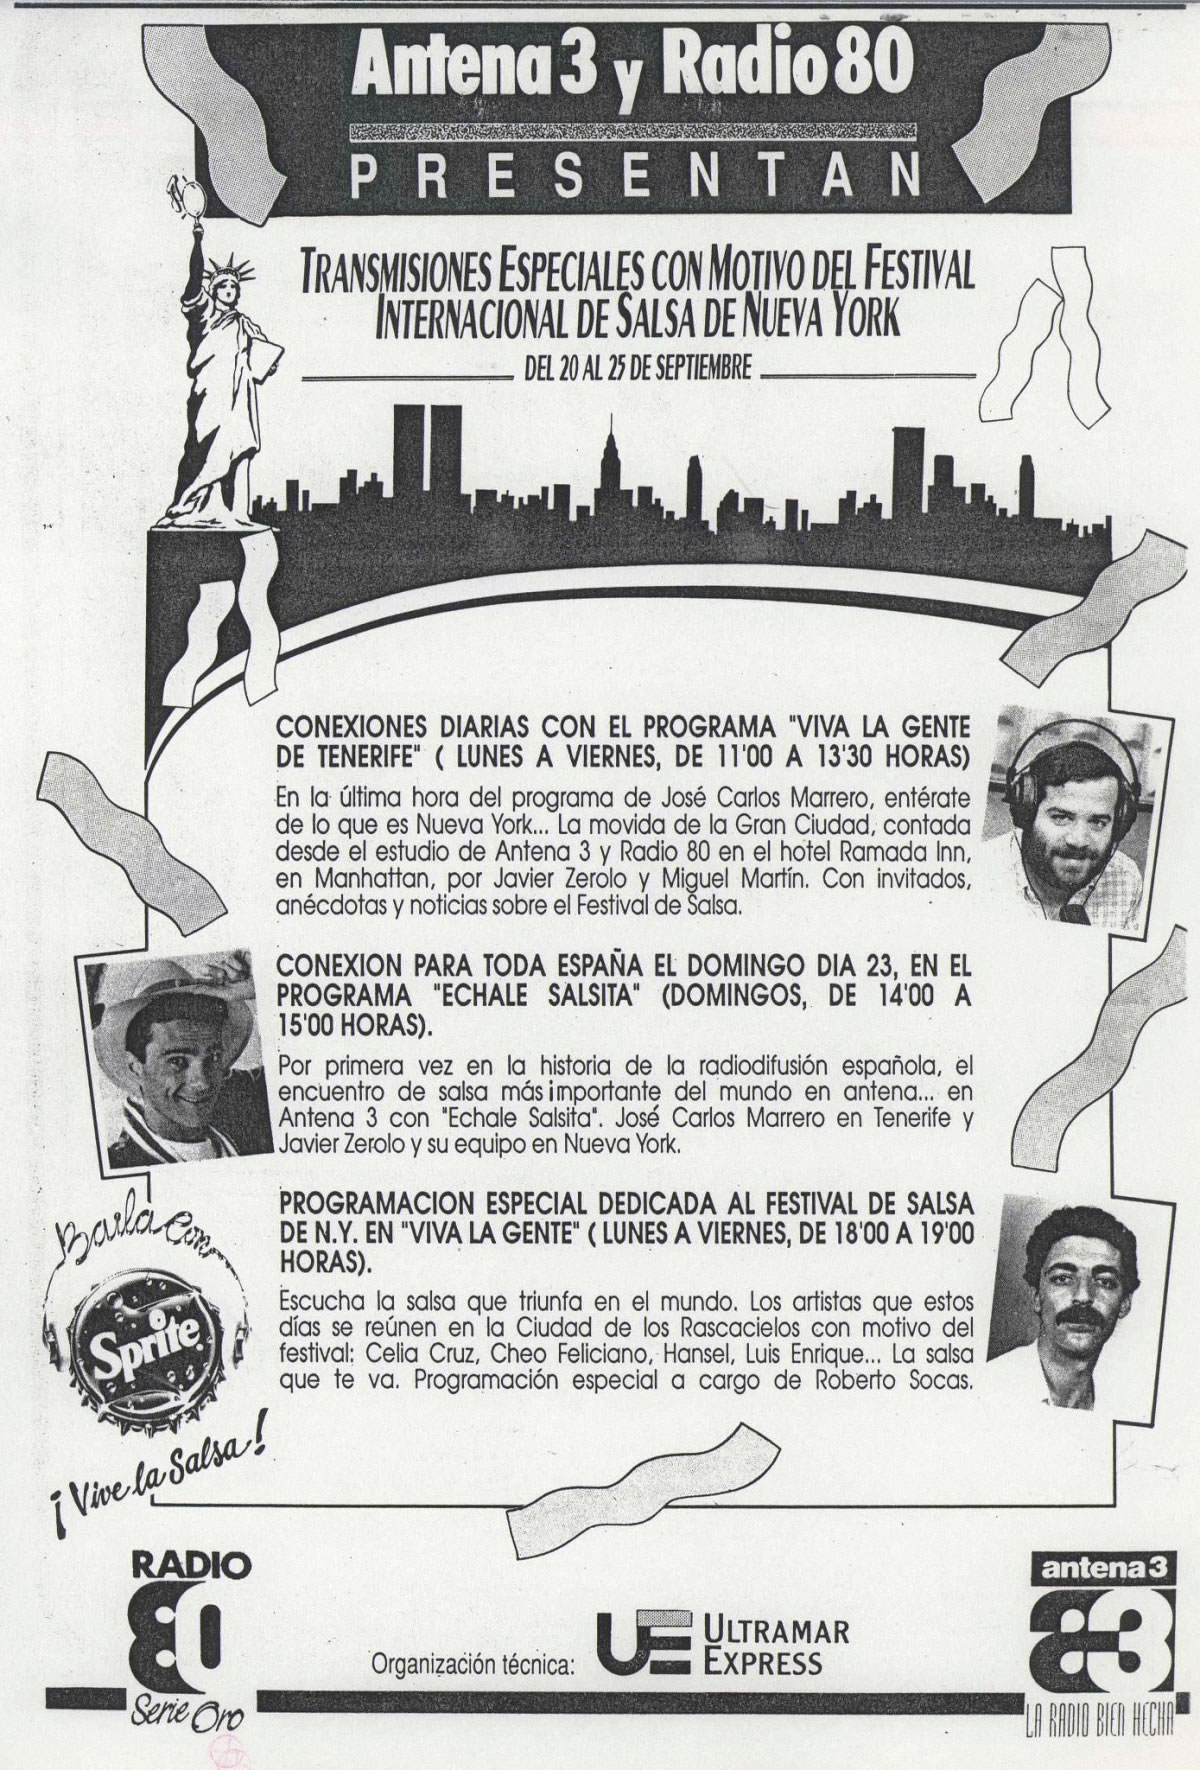 Antena 3 y Radio 80
PRESENTAN
TRANSMISIONES ESPECIALES CON MOTIVO DEL FESTIVAL
INTERNACIONAL DE SALSA DE NUEVA YORK
DEL 20 AL 25 DE SEPTIEMBRE
CONEXIONES DIARIAS CON EL PROGRAMA "VIVA LA GENTE
DE TENERIFE" ( LUNES A VIERNES, DE 11'00 A 13'30 HORAS)
En la última hora del programa de José Carlos Marrero, entérate
de lo que es Nueva York... La movida de la Gran Ciudad, contada
desde el estudio de Antena 3 y Radio 80 en el hotel Ramada Inn,
en Manhattan, por Javier Zerolo y Miguel Martín. Con invitados,
anécdotas y noticias sobre el Festival de Salsa.
CONEXION PARA TODA ESPAÑA EL DOMINGO DIA 23, EN EL
PROGRAMA "ECHALE SALSITA" (DOMINGOS, DE 14'00 A
15'00 HORAS).
Por primera vez en la historia de la radiodifusión española, el
encuentro de salsa más importante del mundo en antena... en
Antena 3 con "Echale Salsita". José Carlos Marrero en Tenerife y
Javier Zerolo y su equipo en Nueva York.
PROGRAMACION ESPECIAL DEDICADA AL FESTIVAL DE SALSA
DE N.Y. EN "VIVA LA GENTE" ( LUNES A VIERNES, DE 18'00 A 19'00
HORAS).
Escucha la salsa que triunfa en el mundo. Los artistas que estos
días se reúnen en la Ciudad de los Rascacielos con motivo del
festival: Celia Cruz, Cheo Feliciano, Hansel, Luis Enrique... La salsa
que te va. Programación especial a cargo de Roberto Socas.
Baila con
Sprite
¡Vive la Salsa!
RADIO
80
Serie Oro
Organización técnica:
UE ULTRAMAR
EXPRESS
antena 3
a3
LA RADIO BIEN HECHA